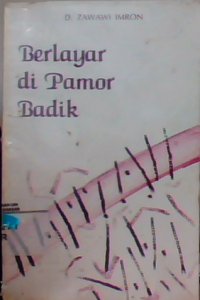 D. ZAWAWI IMRON
Berlayar
di Pamor
Badik